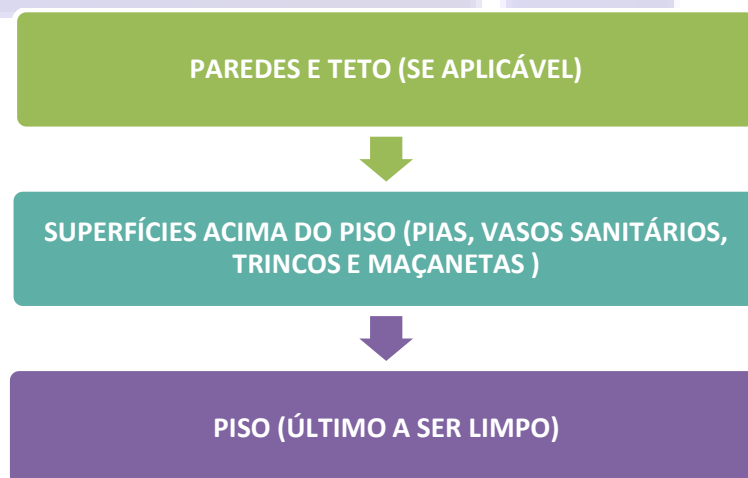 PAREDES E TETO (SE APLICÁVEL)
SUPERFÍCIES ACIMA DO PISO (PIAS, VASOS SANITÁRIOS,
TRINCOS E MAÇANETAS )
PISO (ÚLTIMO A SER LIMPO)